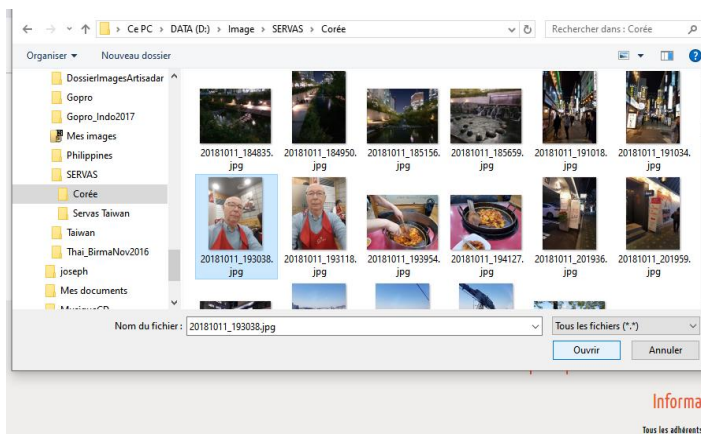 Ce PC > DATA (D:) > Image > SERVAS > Corée
Rechercher dans : Corée
Organiser
Nouveau dossier
DossierImagesArtisadar
Gopro
Gopro_Indo2017
Mes images
Philippines
SERVAS
Corée
Servas Taiwan
Taiwan
Thai_BirmaNov2016
joseph
Mes documents
20181011_184835.jpg
20181011_184950.jpg
20181011_185156.jpg
20181011_185659.jpg
20181011_191018.jpg
20181011_191034.jpg
20181011_193038.jpg
20181011_193118.jpg
20181011_193954.jpg
20181011_194127.jpg
20181011_201936.jpg
20181011_201959.jpg
Nom du fichier : 20181011_193038.jpg
Tous les fichiers (*.*)
Ouvrir
Annuler
Informa
Tous les adhérents